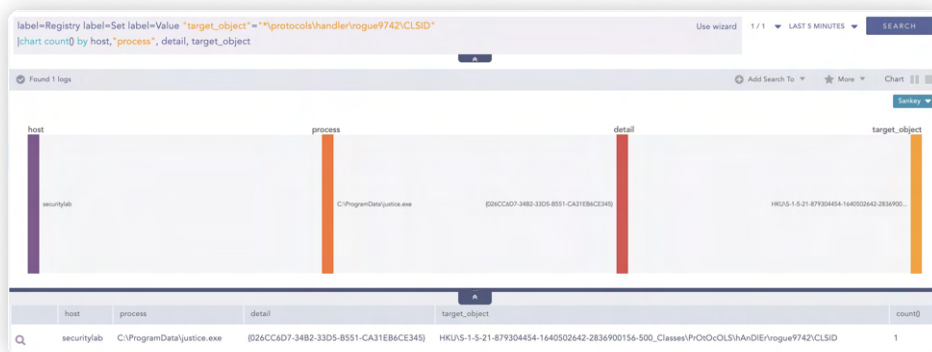 label=Registry label=Set label=Value "target_object"="*\protocols\handler\rogue9742\CLSID"
|chart count() by host,"process", detail, target_object
Use wizard
1 / 1
LAST 5 MINUTES
SEARCH
Found 1 logs
Add Search To
More
Chart
Sankey
host
process
detail
target_object
securitylab
C:\ProgramData\justice.exe
{026CC6D7-34B2-33D5-B551-CA31EB6CE345}
HKU\S-1-5-21-879304454-1640502642-2836900...
host
process
detail
target_object
count()
securitylab
C:\ProgramData\justice.exe
{026CC6D7-34B2-33D5-B551-CA31EB6CE345}
HKU\S-1-5-21-879304454-1640502642-2836900156-500_Classes\PrOtOcOLS\hAnDlEr\rogue9742\CLSID
1